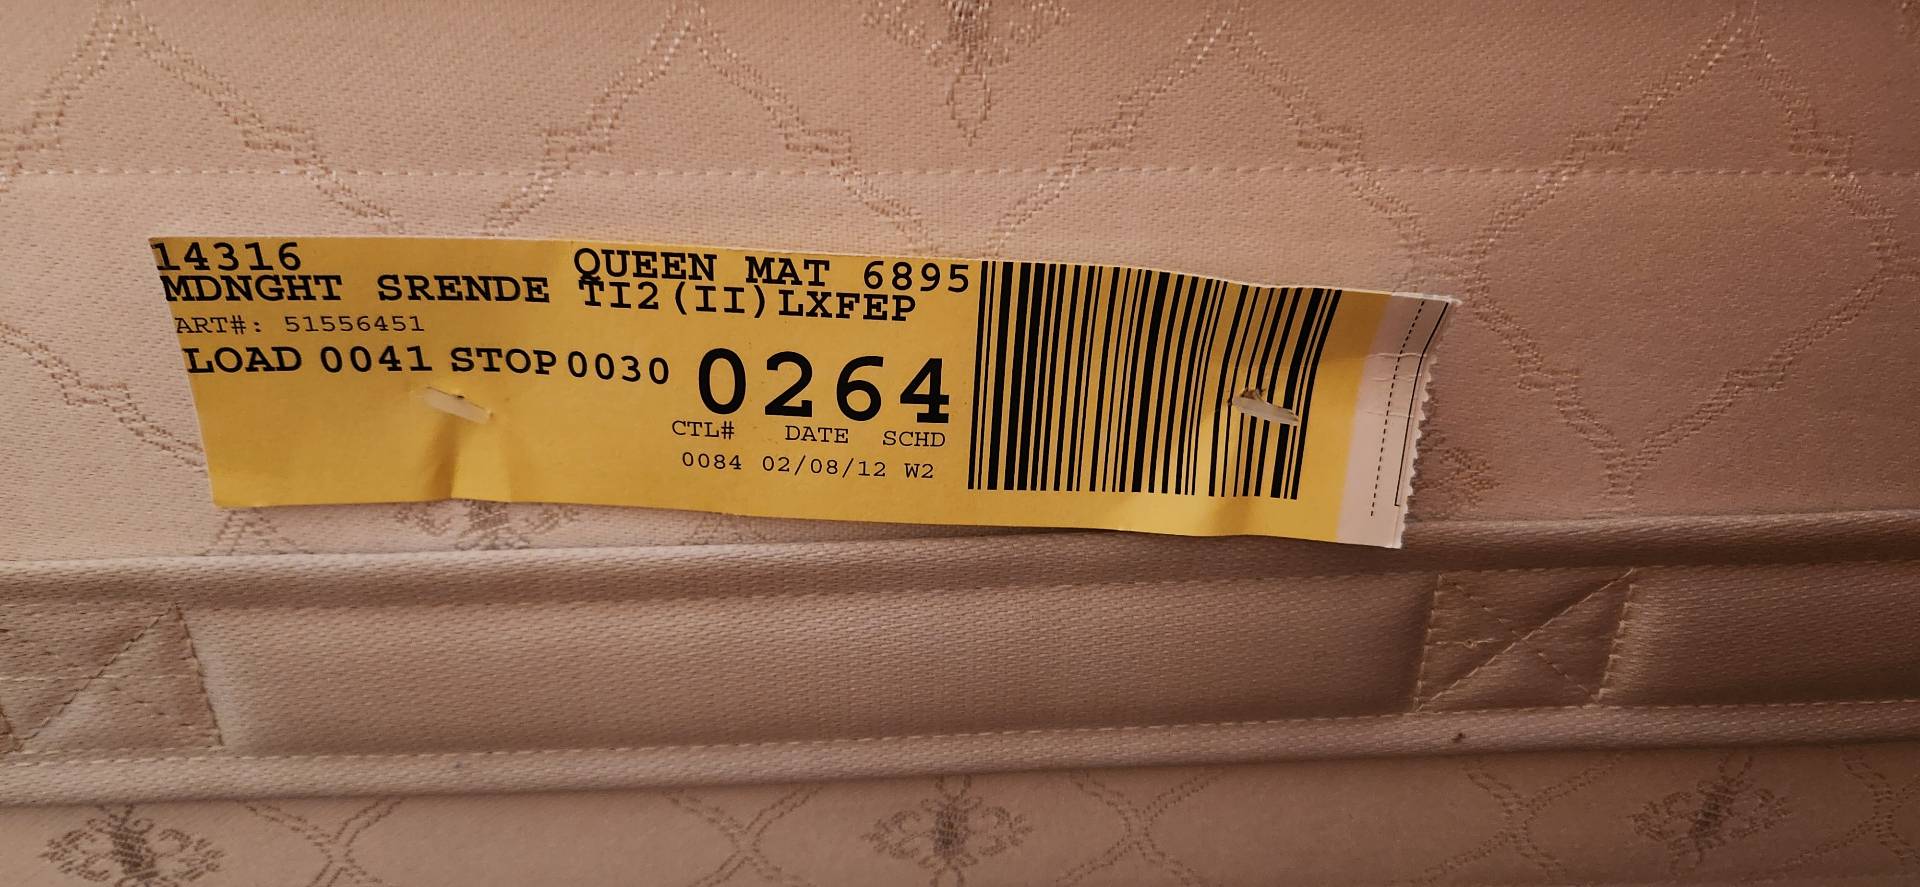 14316 QUEEN MAT 6895
MDNGHT SRENDE TI2(II)LXFEP
ART#: 51556451
LOAD 0041 STOP 0030 0264
CTL# DATE SCHD
0084 02/08/12 W2